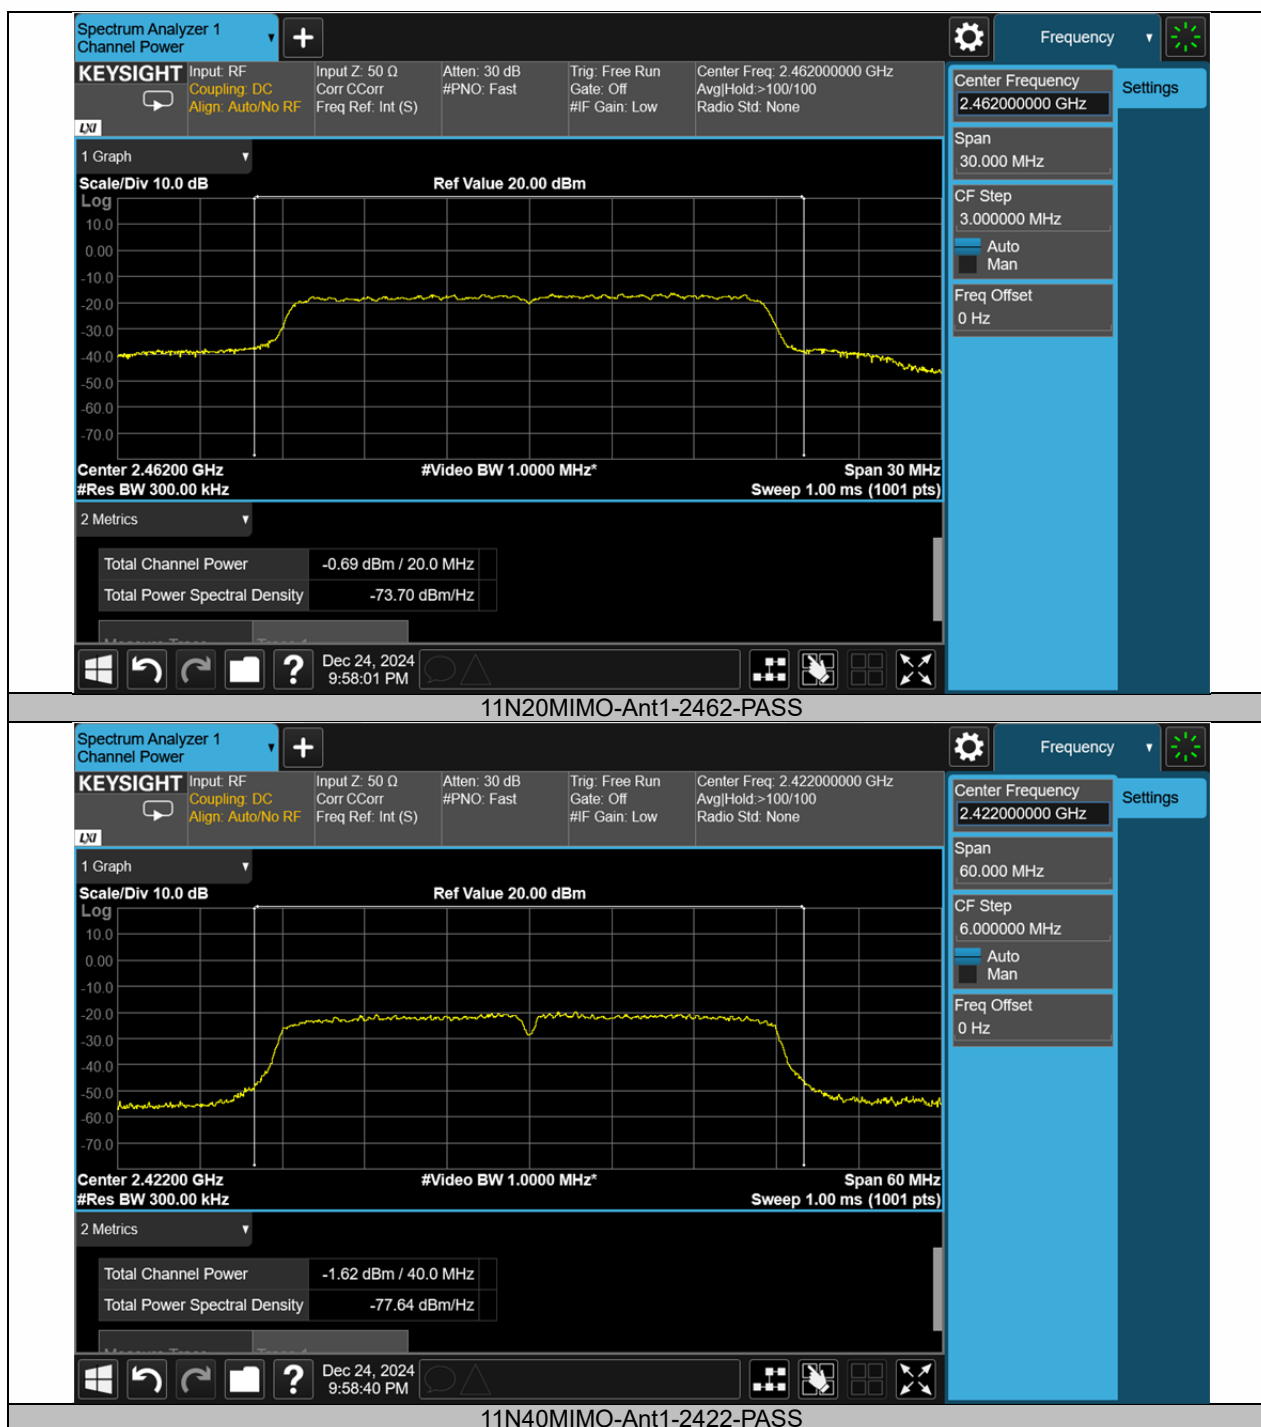 Spectrum Analyzer 1
Channel Power
Frequency
KEYSIGHT
LXI
Input: RF
Coupling: DC
Align: Auto/No RF
Input Z: 50 Ω
Corr CCorr
Freq Ref: Int (S)
Atten: 30 dB
#PNO: Fast
Trig: Free Run
Gate: Off
#IF Gain: Low
Center Freq: 2.462000000 GHz
Avg|Hold:>100/100
Radio Std: None
Center Frequency
2.462000000 GHz
Settings
Span
30.000 MHz
CF Step
3.000000 MHz
Auto
Man
Freq Offset
0 Hz
1 Graph
Scale/Div 10.0 dB
Ref Value 20.00 dBm
Log
10.0
0.00
-10.0
-20.0
-30.0
-40.0
-50.0
-60.0
-70.0
Center 2.46200 GHz
#Video BW 1.0000 MHz*
Span 30 MHz
#Res BW 300.00 kHz
Sweep 1.00 ms (1001 pts)
2 Metrics
Total Channel Power
-0.69 dBm / 20.0 MHz
Total Power Spectral Density
-73.70 dBm/Hz
Dec 24, 2024
9:58:01 PM
11N20MIMO-Ant1-2462-PASS
Spectrum Analyzer 1
Channel Power
Frequency
KEYSIGHT
LXI
Input: RF
Coupling: DC
Align: Auto/No RF
Input Z: 50 Ω
Corr CCorr
Freq Ref: Int (S)
Atten: 30 dB
#PNO: Fast
Trig: Free Run
Gate: Off
#IF Gain: Low
Center Freq: 2.422000000 GHz
Avg|Hold:>100/100
Radio Std: None
Center Frequency
2.422000000 GHz
Settings
Span
60.000 MHz
CF Step
6.000000 MHz
Auto
Man
Freq Offset
0 Hz
1 Graph
Scale/Div 10.0 dB
Ref Value 20.00 dBm
Log
10.0
0.00
-10.0
-20.0
-30.0
-40.0
-50.0
-60.0
-70.0
Center 2.42200 GHz
#Video BW 1.0000 MHz*
Span 60 MHz
#Res BW 300.00 kHz
Sweep 1.00 ms (1001 pts)
2 Metrics
Total Channel Power
-1.62 dBm / 40.0 MHz
Total Power Spectral Density
-77.64 dBm/Hz
Dec 24, 2024
9:58:40 PM
11N40MIMO-Ant1-2422-PASS